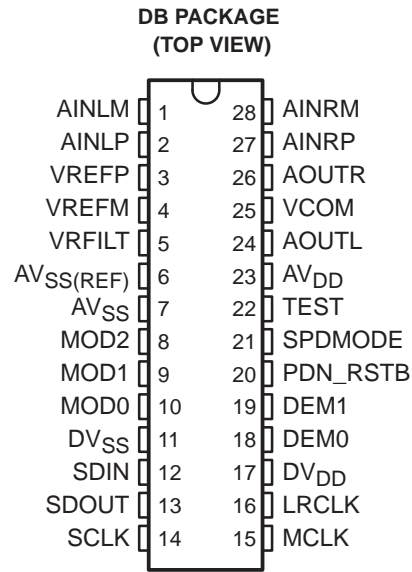 DB PACKAGE
(TOP VIEW)
AINLM 1 28 AINRM
AINLP 2 27 AINRP
VREFP 3 26 AOUTR
VREFM 4 25 VCOM
VRFILT 5 24 AOUTL
AVSS(REF) 6 23 AVDD
AVSS 7 22 TEST
MOD2 8 21 SPDMODE
MOD1 9 20 PDN_RSTB
MOD0 10 19 DEM1
DVSS 11 18 DEM0
SDIN 12 17 DVDD
SDOUT 13 16 LRCLK
SCLK 14 15 MCLK